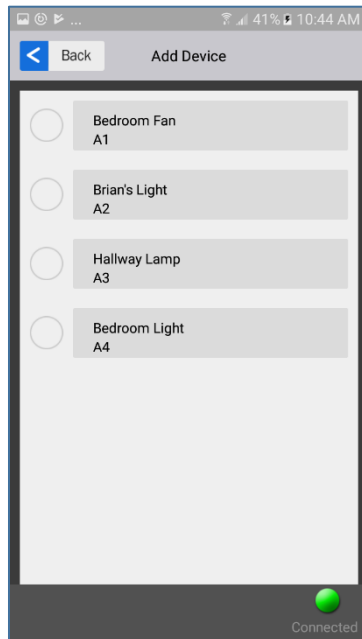 ... 41% 10:44 AM
Back Add Device
Bedroom Fan
A1
Brian's Light
A2
Hallway Lamp
A3
Bedroom Light
A4
Connected